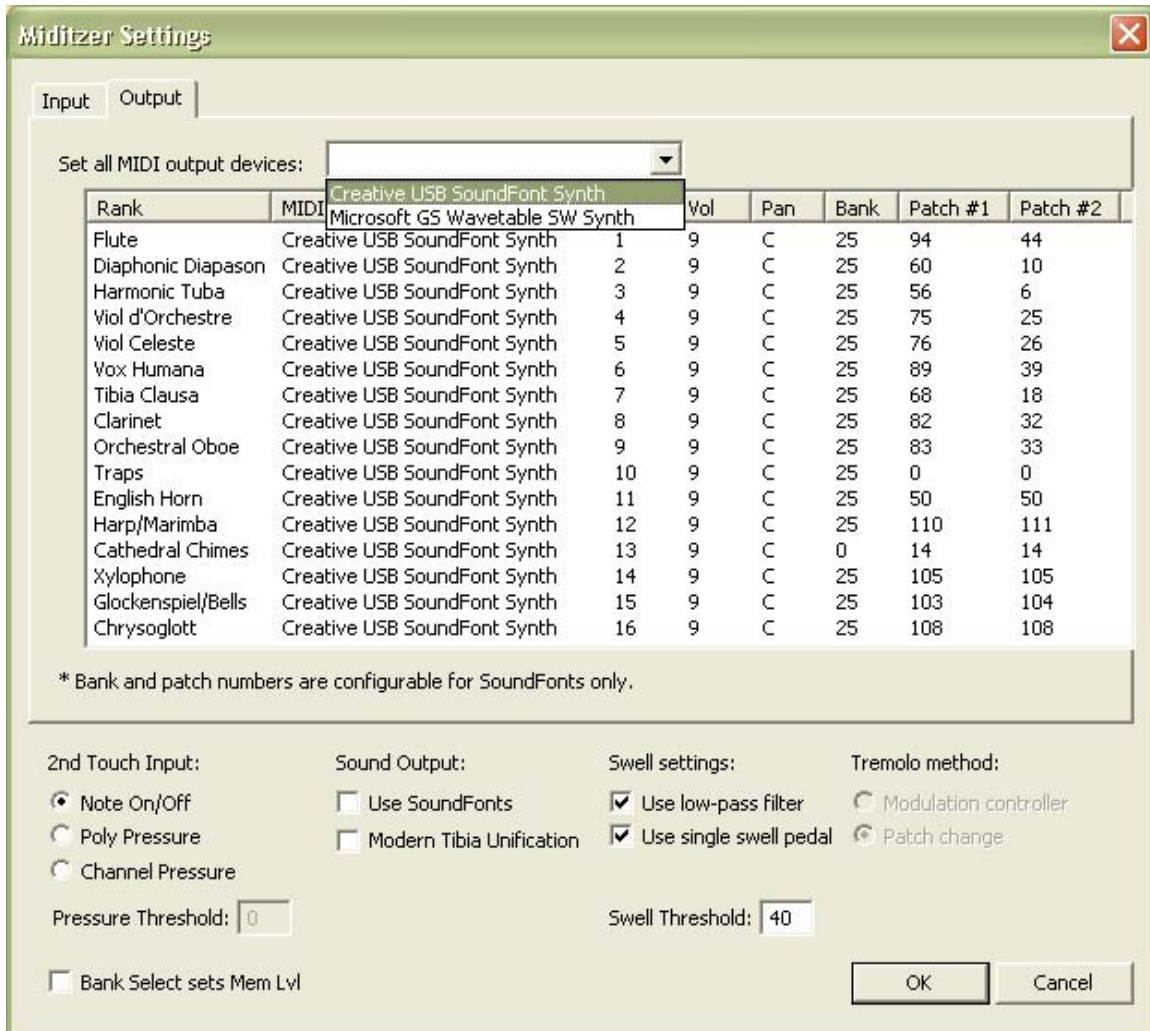 Miditzer Settings
Input Output
Set all MIDI output devices:
Creative USB SoundFont Synth
Microsoft GS Wavetable SW Synth
Rank MIDI Vol Pan Bank Patch #1 Patch #2
Flute Creative USB SoundFont Synth 1 9 C 25 94 44
Diaphonic Diapason Creative USB SoundFont Synth 2 9 C 25 60 10
Harmonic Tuba Creative USB SoundFont Synth 3 9 C 25 56 6
Viol d'Orchestre Creative USB SoundFont Synth 4 9 C 25 75 25
Viol Celeste Creative USB SoundFont Synth 5 9 C 25 76 26
Vox Humana Creative USB SoundFont Synth 6 9 C 25 89 39
Tibia Clausa Creative USB SoundFont Synth 7 9 C 25 68 18
Clarinet Creative USB SoundFont Synth 8 9 C 25 82 32
Orchestral Oboe Creative USB SoundFont Synth 9 9 C 25 83 33
Traps Creative USB SoundFont Synth 10 9 C 25 0 0
English Horn Creative USB SoundFont Synth 11 9 C 25 50 50
Harp/Marimba Creative USB SoundFont Synth 12 9 C 25 110 111
Cathedral Chimes Creative USB SoundFont Synth 13 9 C 0 14 14
Xylophone Creative USB SoundFont Synth 14 9 C 25 105 105
Glockenspiel/Bells Creative USB SoundFont Synth 15 9 C 25 103 104
Chrysoglott Creative USB SoundFont Synth 16 9 C 25 108 108
* Bank and patch numbers are configurable for SoundFonts only.
2nd Touch Input: Sound Output: Swell settings: Tremolo method:
Note On/Off Use SoundFonts Use low-pass filter Modulation controller
Poly Pressure Modern Tibia Unification Use single swell pedal Patch change
Channel Pressure
Pressure Threshold: 0 Swell Threshold: 40
Bank Select sets Mem Lvl OK Cancel